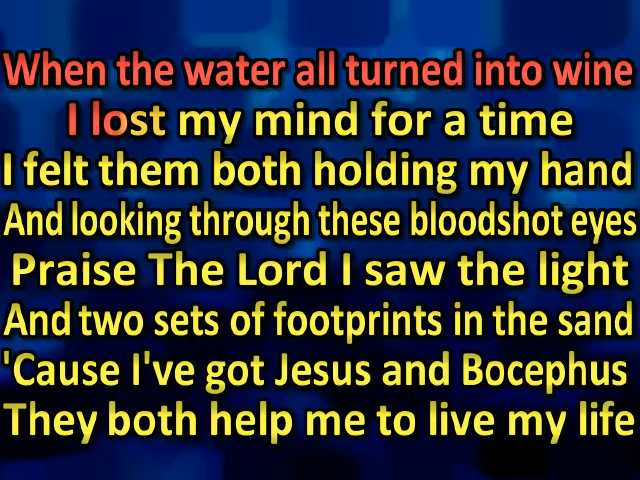 When the water all turned into wine
I lost my mind for a time
I felt them both holding my hand
And looking through these bloodshot eyes
Praise The Lord I saw the light
And two sets of footprints in the sand
'Cause I've got Jesus and Bocephus
They both help me to live my life